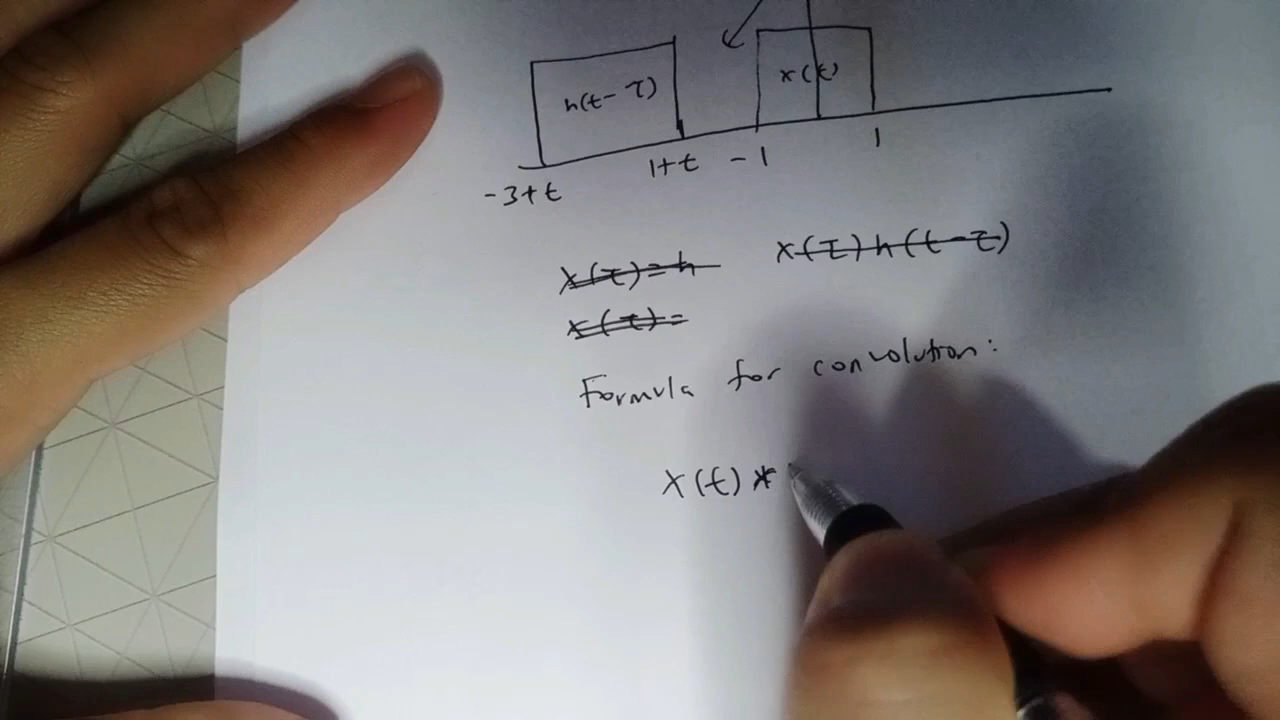 h(t-τ) x(t)
-3+t 1+t -1 1
x(τ)=h x(τ)h(t-τ)
x(τ)=
Formula for convolution:
x(t) *